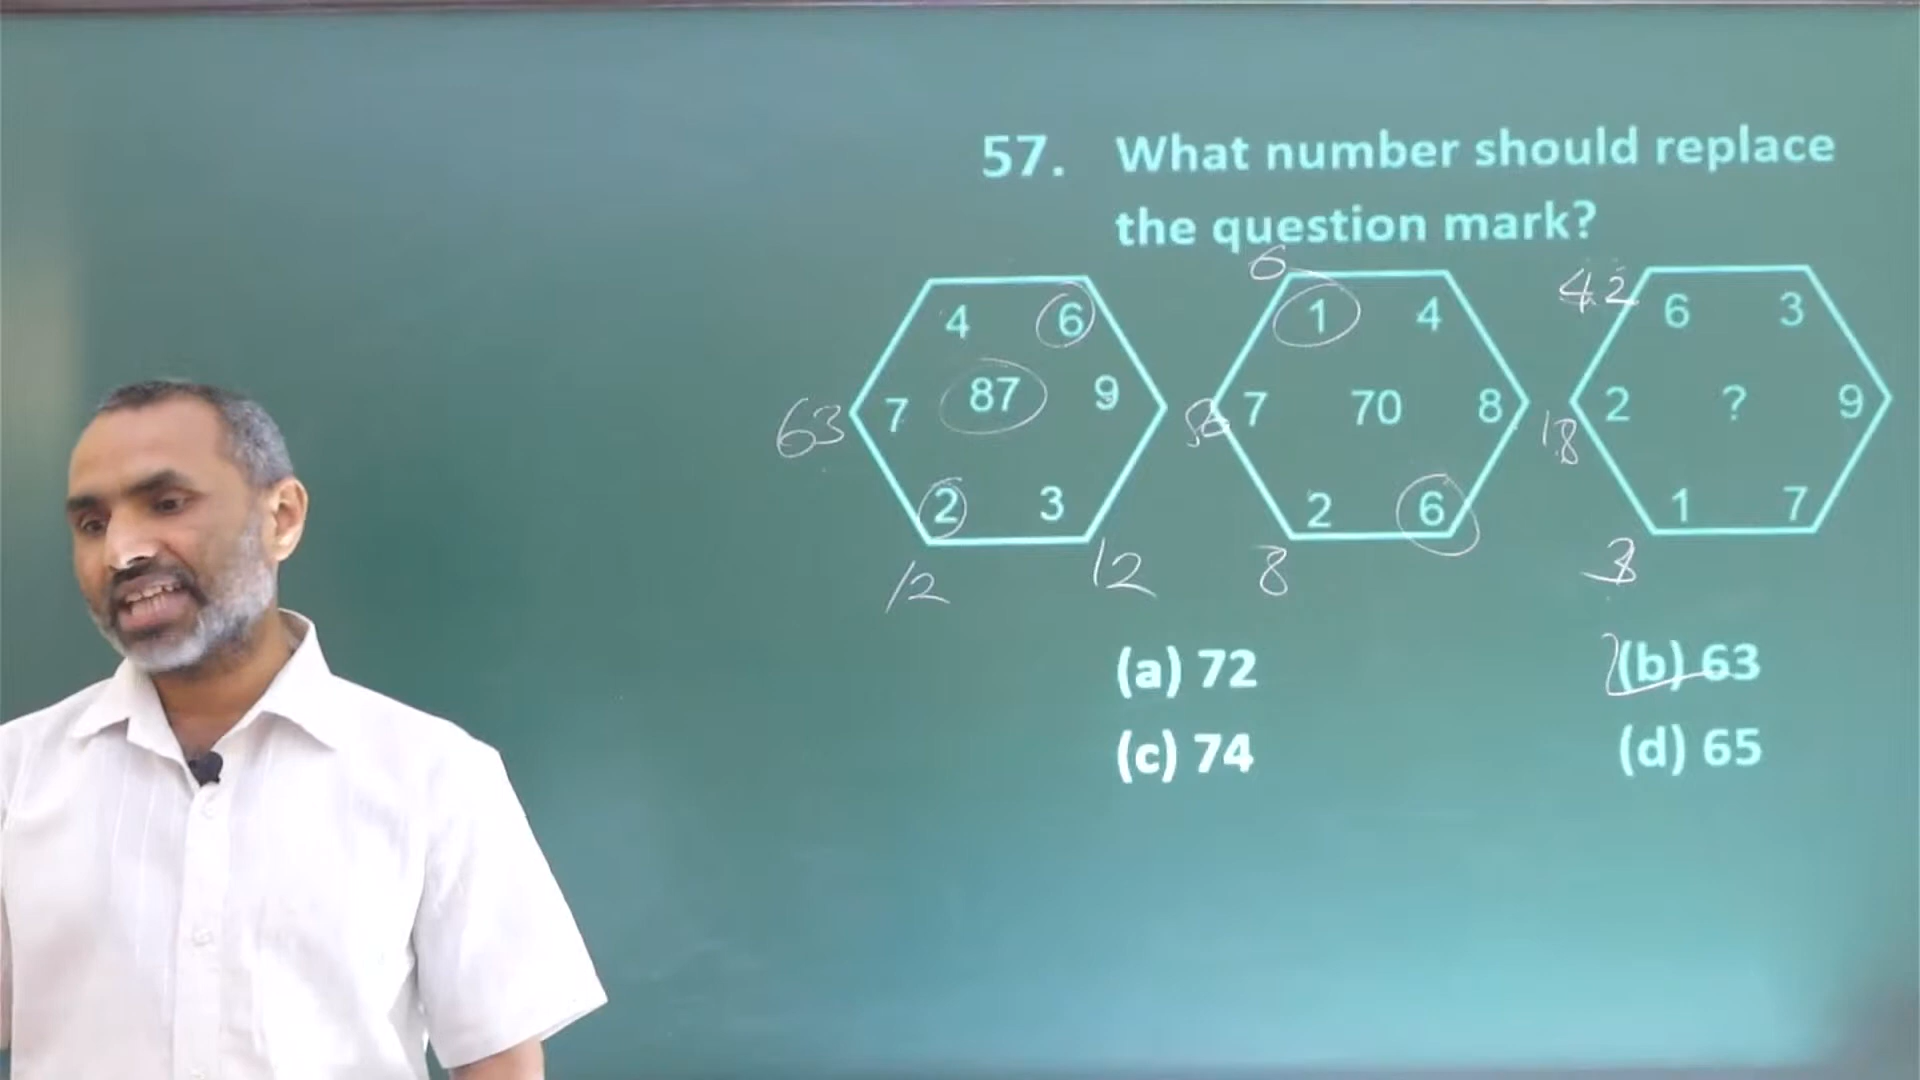 57. What number should replace
the question mark?
6
42
4 6
1 4
6 3
63
7 87 9
56
7 70 8
18
2 ? 9
2 3
2 6
1 7
12 12
8
3
(a) 72 (b) 63
(c) 74 (d) 65